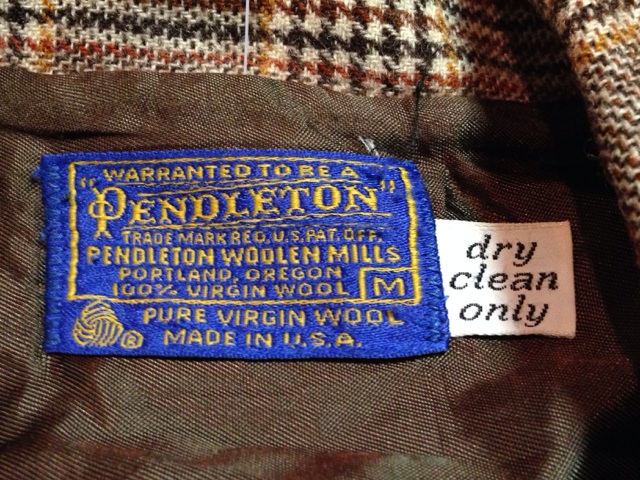 WARRANTED TO BE A
"PENDLETON"
TRADE MARK REG. U.S. PAT. OFF.
PENDLETON WOOLEN MILLS
PORTLAND, OREGON
100% VIRGIN WOOL
M
PURE VIRGIN WOOL
®
MADE IN U.S.A.
dry
clean
only